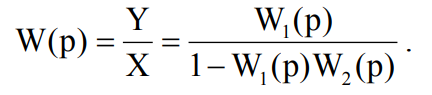 W(p) = Y/X = W₁(p) / (1 − W₁(p)W₂(p)) .